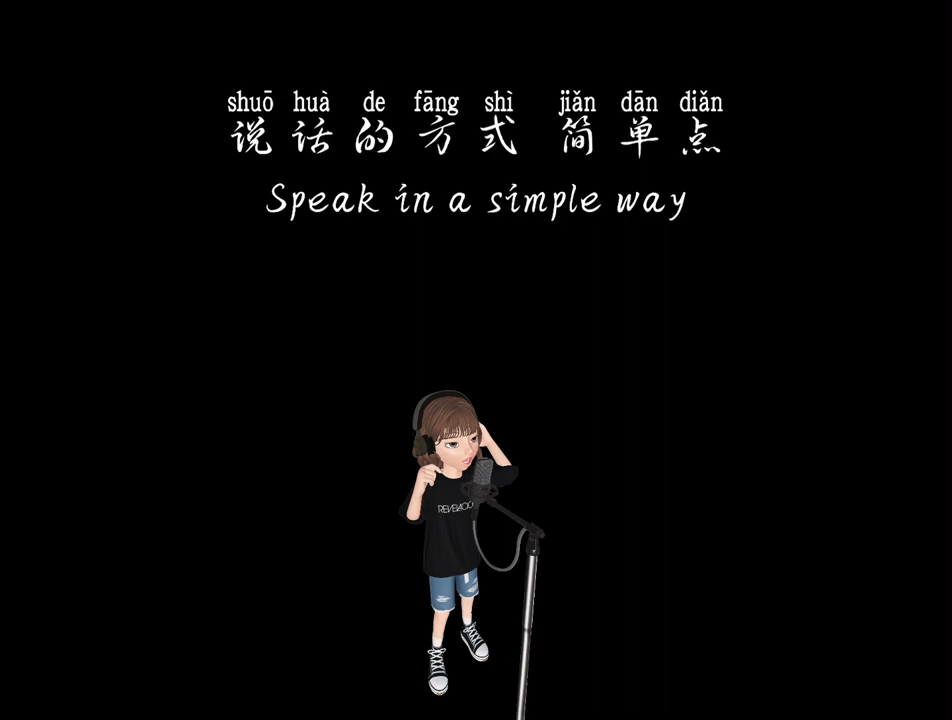 shuō huà de fāng shì jiǎn dān diǎn
说话的方式 简单点
Speak in a simple way